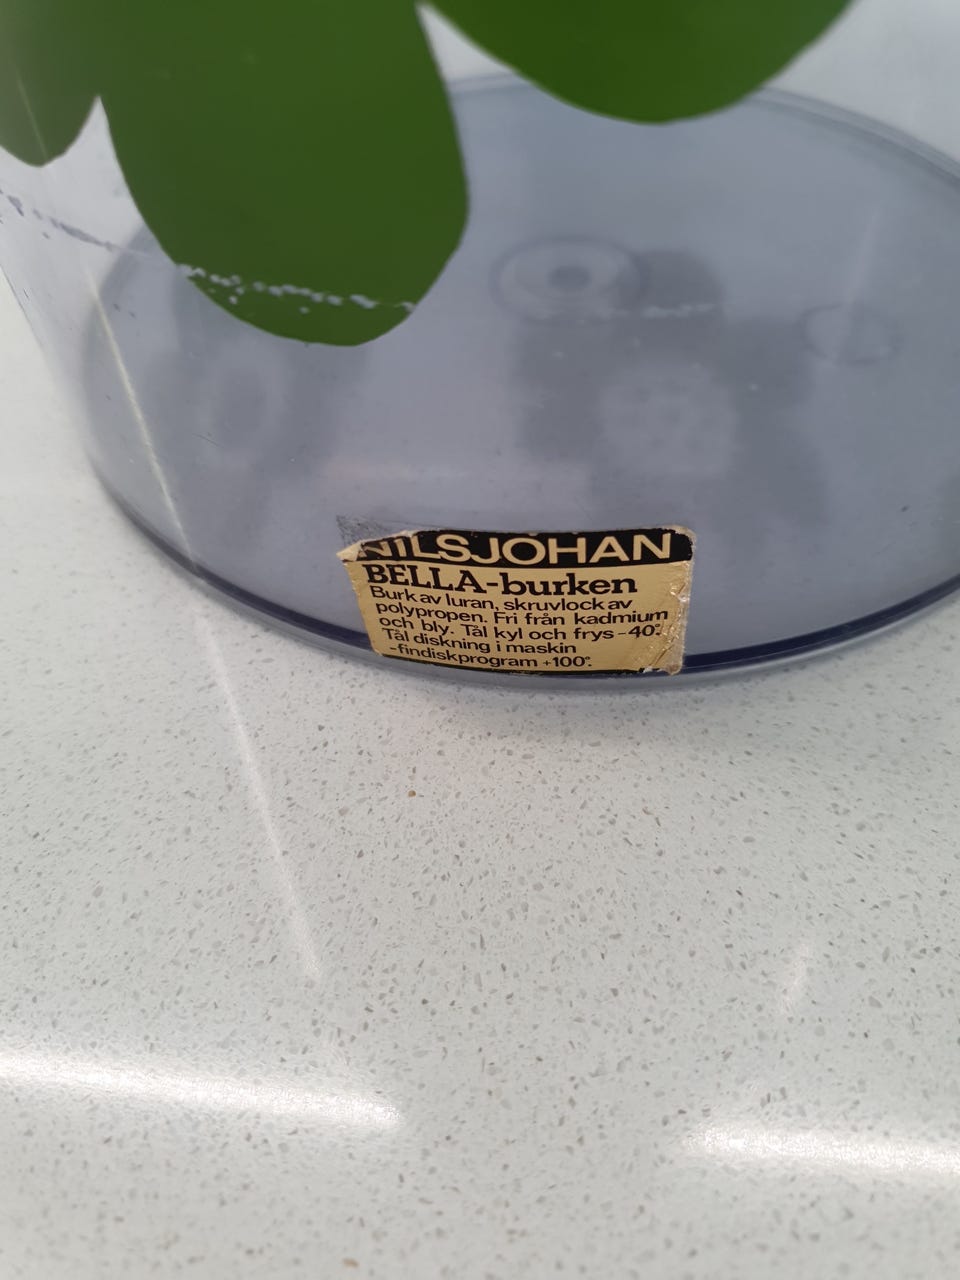 NILSJOHAN
BELLA-burken
Burk av luran, skruvlock av
polypropen. Fri från kadmium
och bly. Tål kyl och frys -40°.
Tål diskning i maskin
-findiskprogram +100°.